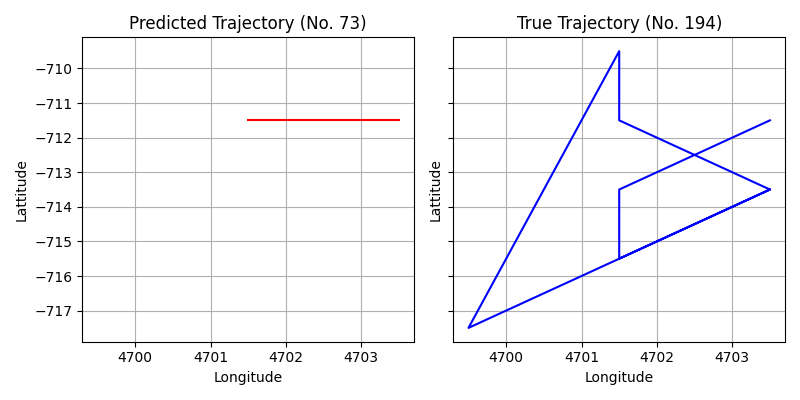 Predicted Trajectory (No. 73)
True Trajectory (No. 194)
−710
−711
−712
−713
−714
−715
−716
−717
Lattitude
Lattitude
4700 4701 4702 4703
4700 4701 4702 4703
Longitude
Longitude